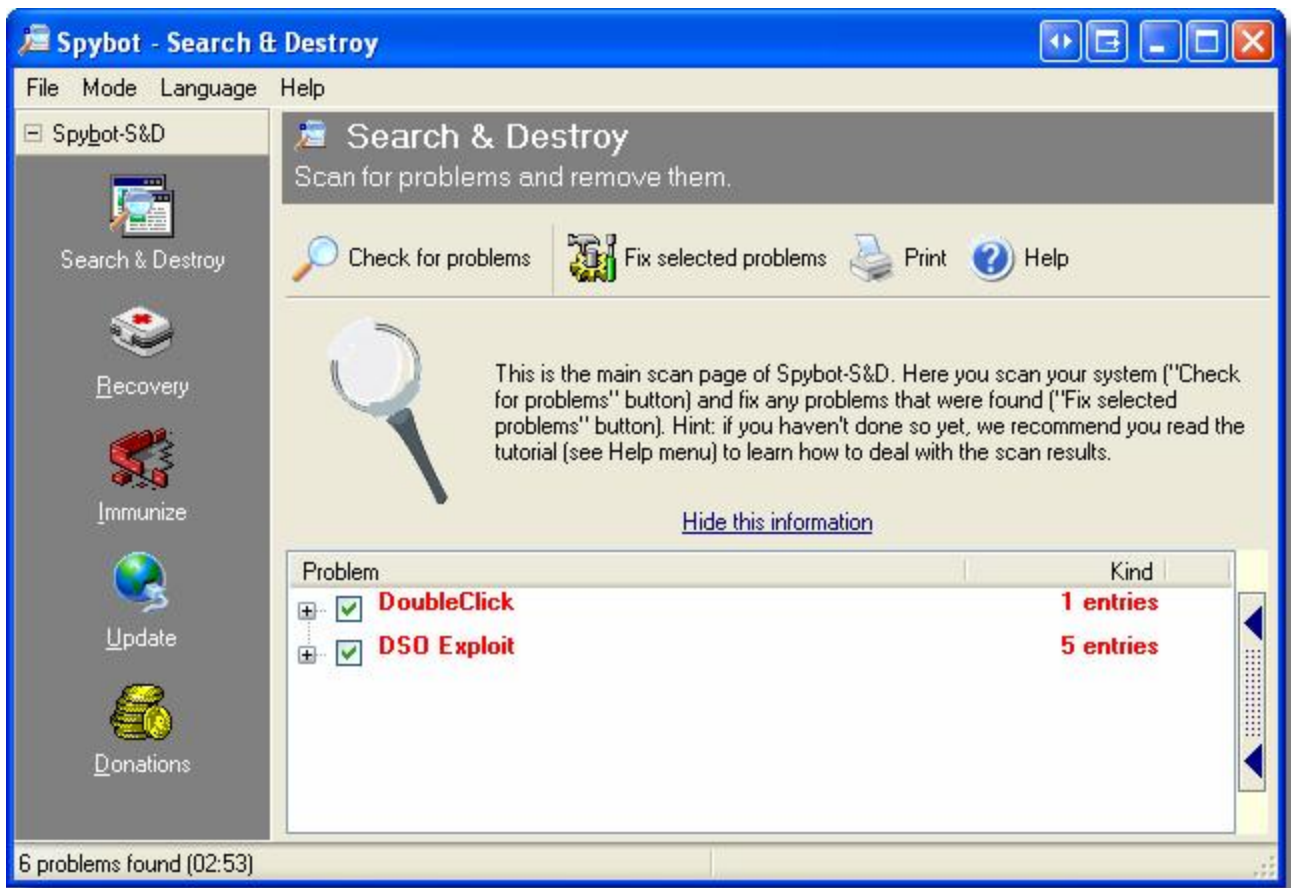 Spybot - Search & Destroy
File Mode Language Help
Spybot-S&D
Search & Destroy
Recovery
Immunize
Update
Donations
Search & Destroy
Scan for problems and remove them.
Check for problems Fix selected problems Print Help
This is the main scan page of Spybot-S&D. Here you scan your system ("Check
for problems" button) and fix any problems that were found ("Fix selected
problems" button). Hint: if you haven't done so yet, we recommend you read the
tutorial (see Help menu) to learn how to deal with the scan results.
Hide this information
Problem Kind
DoubleClick 1 entries
DSO Exploit 5 entries
6 problems found (02:53)